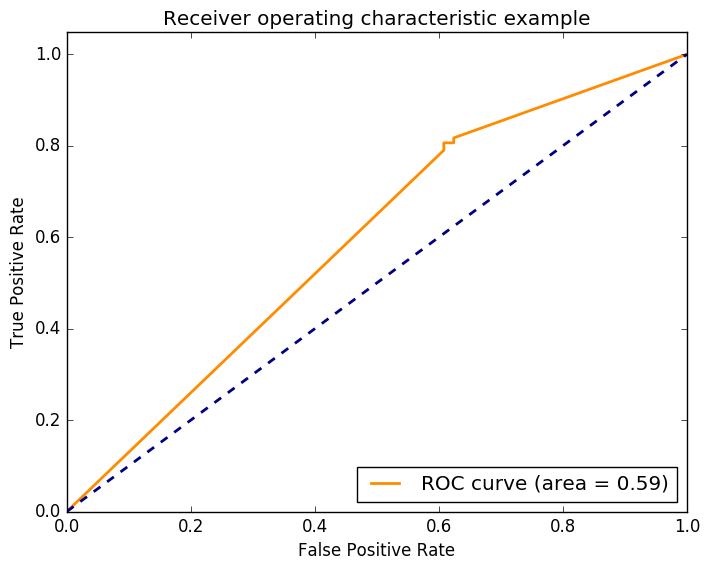 Receiver operating characteristic example
1.0
0.8
0.6
0.4
0.2
0.0
True Positive Rate
ROC curve (area = 0.59)
0.0 0.2 0.4 0.6 0.8 1.0
False Positive Rate